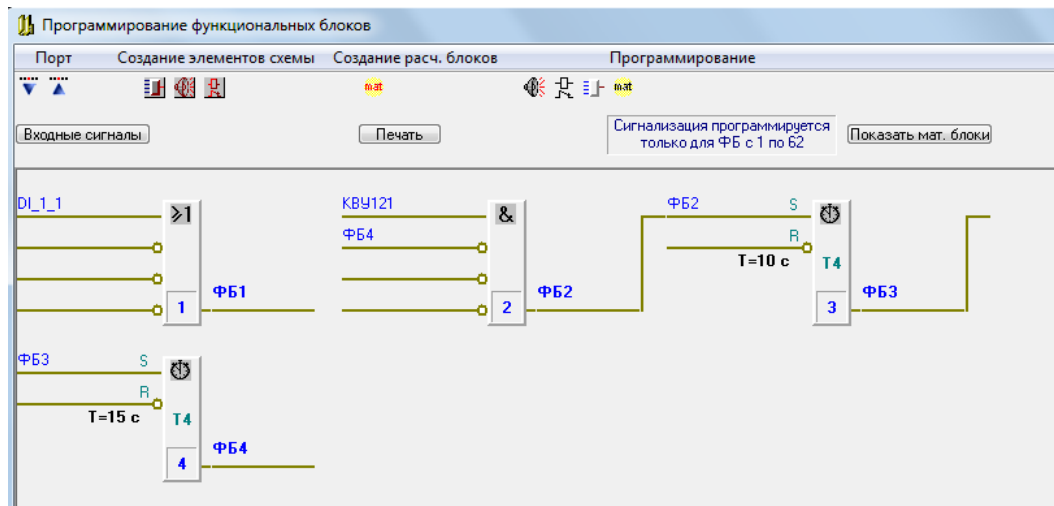 Программирование функциональных блоков
Порт Создание элементов схемы Создание расч. блоков Программирование
mat mat
Входные сигналы Печать Сигнализация программируется только для ФБ с 1 по 62 Показать мат. блоки
DI_1_1 КВУ121 ФБ2 S
≥1 &
ФБ4 R
T=10 c T4
ФБ1 ФБ2 ФБ3
1 2 3
ФБ3 S
R
T=15 c T4
ФБ4
4